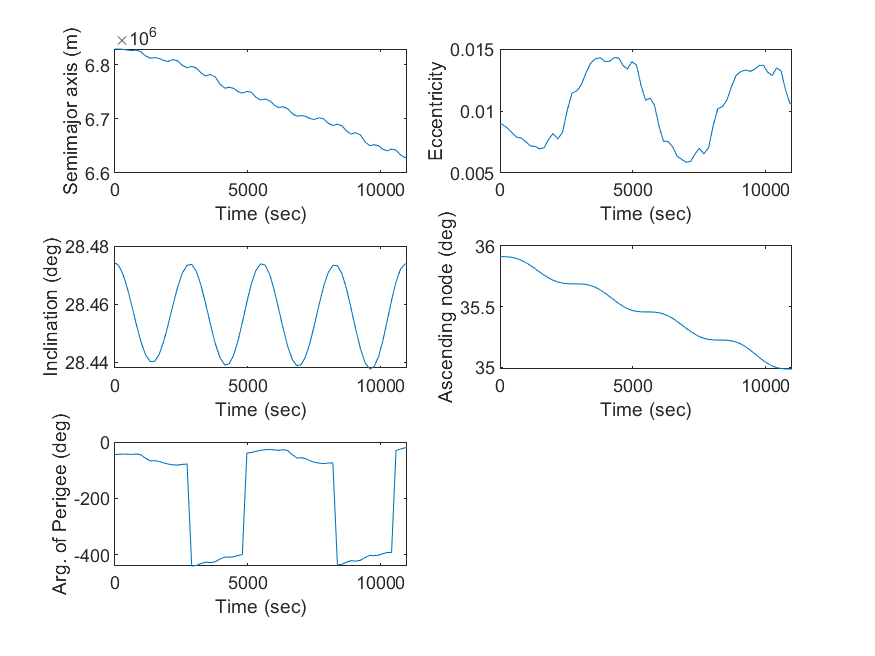 ×10^6
Semimajor axis (m)
6.8
6.7
6.6
0 5000 10000
Time (sec)
Eccentricity
0.015
0.01
0.005
0 5000 10000
Time (sec)
Inclination (deg)
28.48
28.46
28.44
0 5000 10000
Time (sec)
Ascending node (deg)
36
35.5
35
0 5000 10000
Time (sec)
Arg. of Perigee (deg)
0
-200
-400
0 5000 10000
Time (sec)